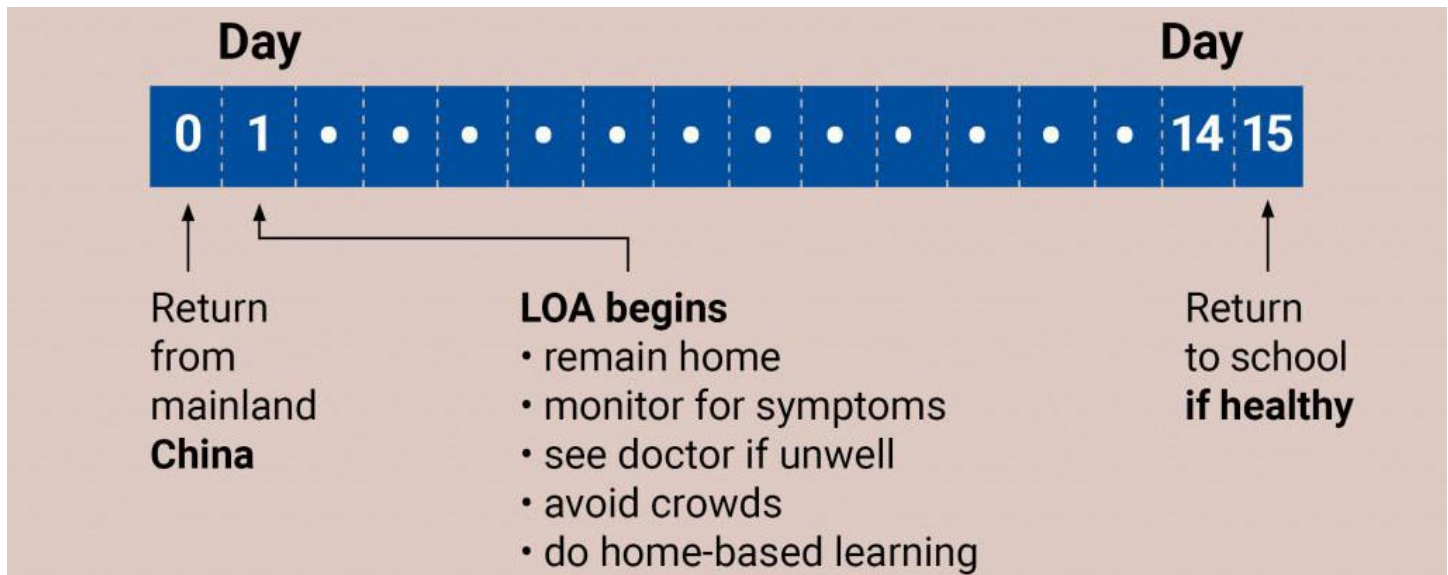 Day Day
0 1 • • • • • • • • • • • • 14 15
Return
from
mainland
China
LOA begins
• remain home
• monitor for symptoms
• see doctor if unwell
• avoid crowds
• do home-based learning
Return
to school
if healthy